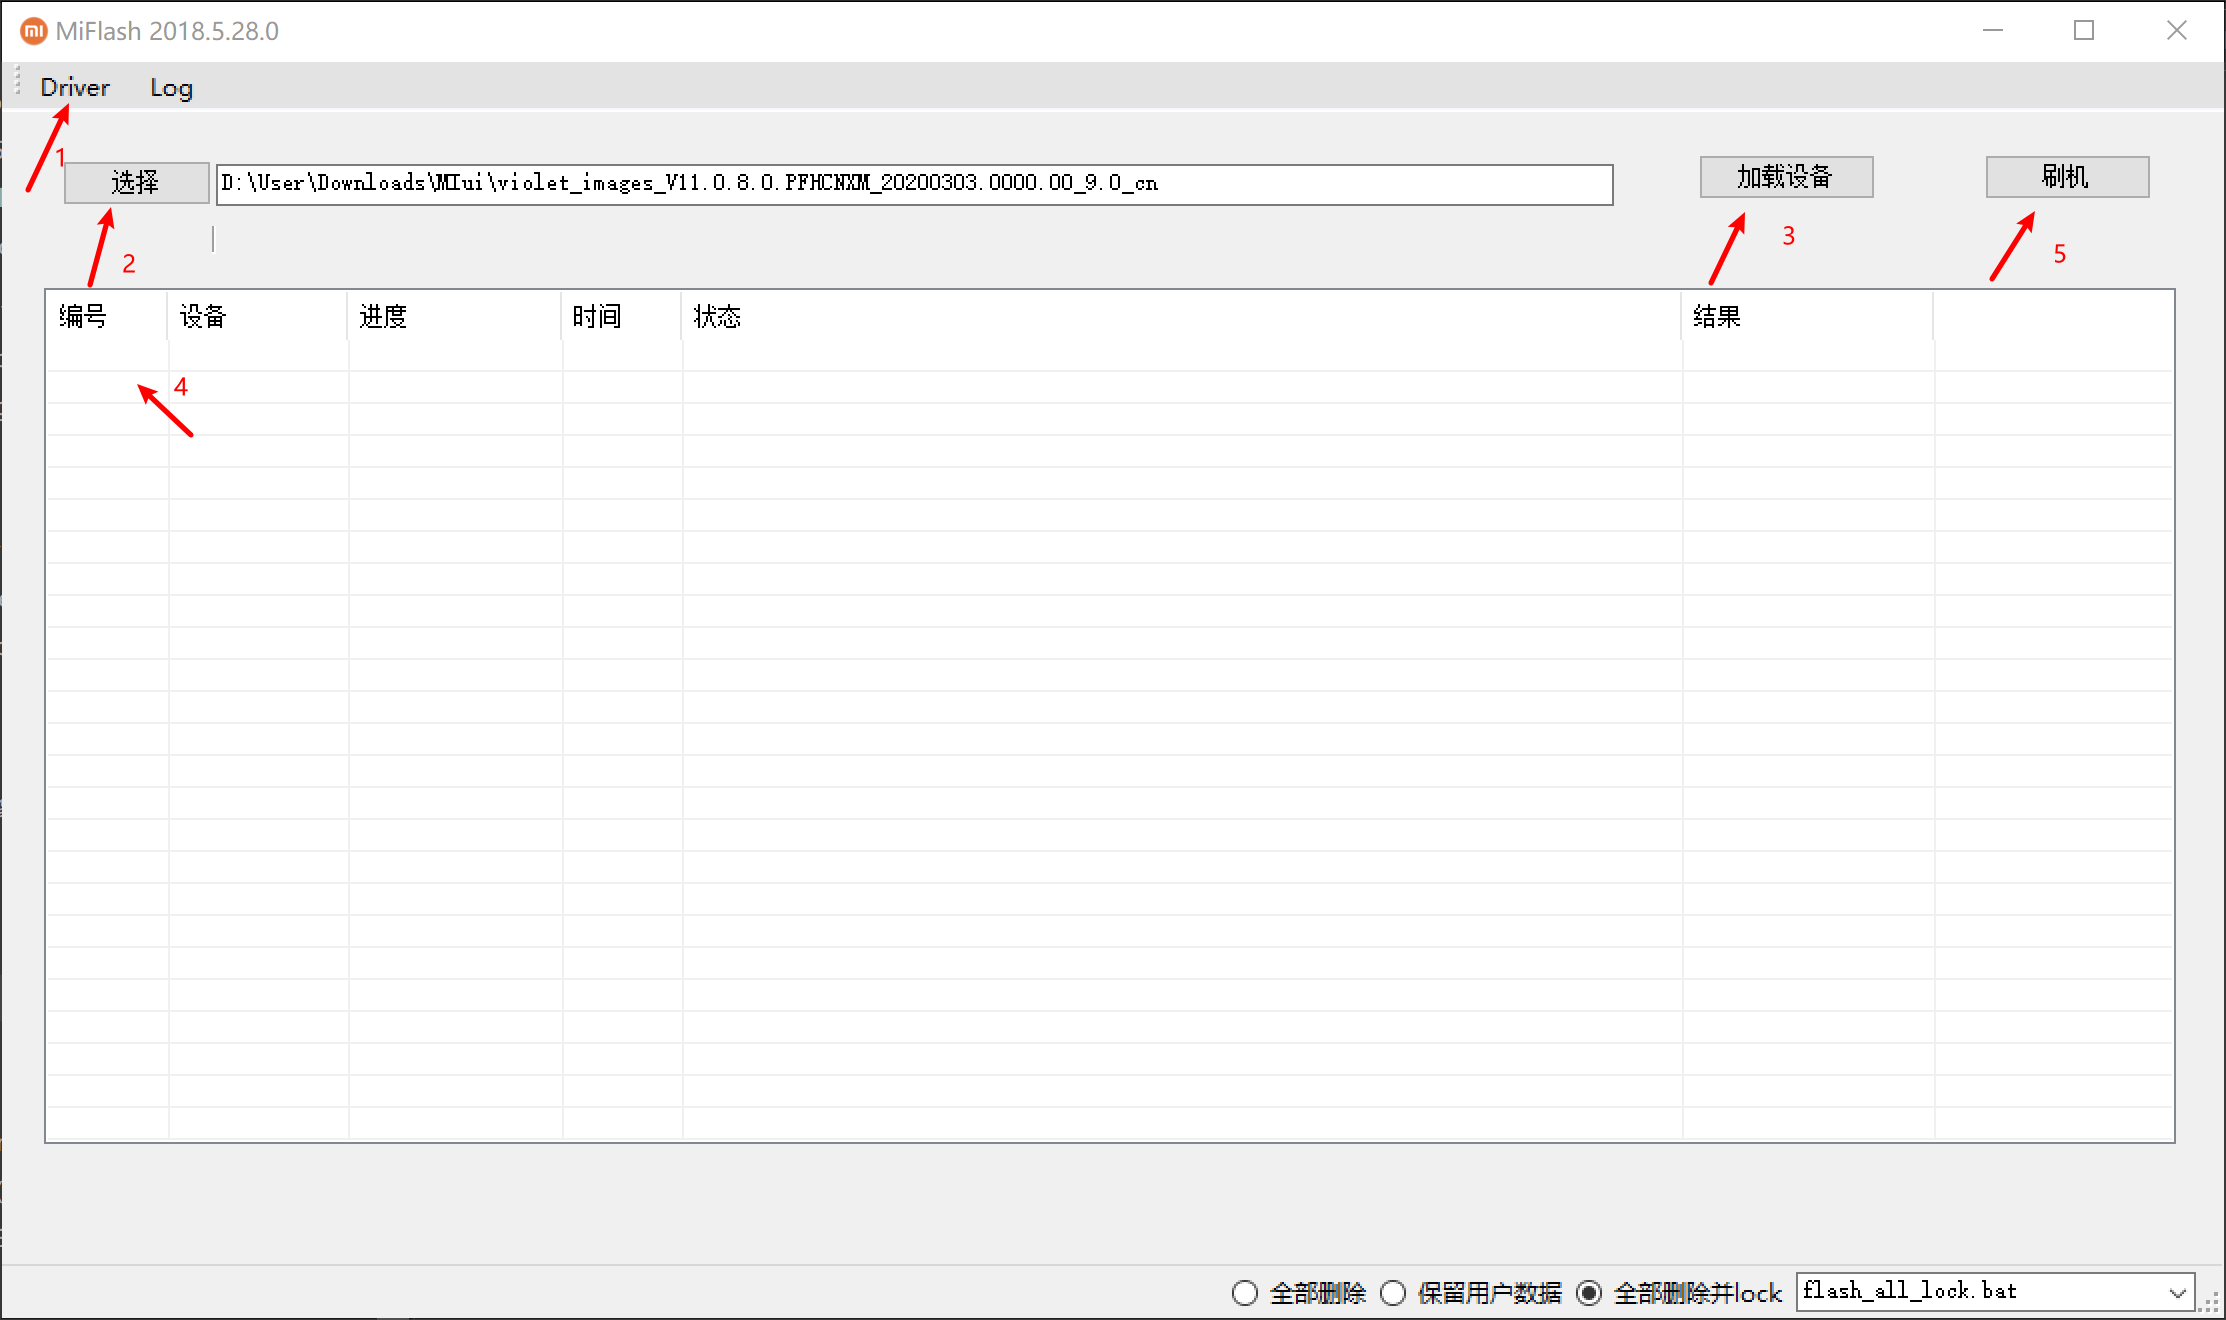 MiFlash 2018.5.28.0
Driver Log
1
选择 D:\User\Downloads\MIui\violet_images_V11.0.8.0.PFHCNXM_20200303.0000.00_9.0_cn 加载设备 刷机
2 3 5
编号 设备 进度 时间 状态 结果
4
全部删除 保留用户数据 全部删除并lock flash_all_lock.bat